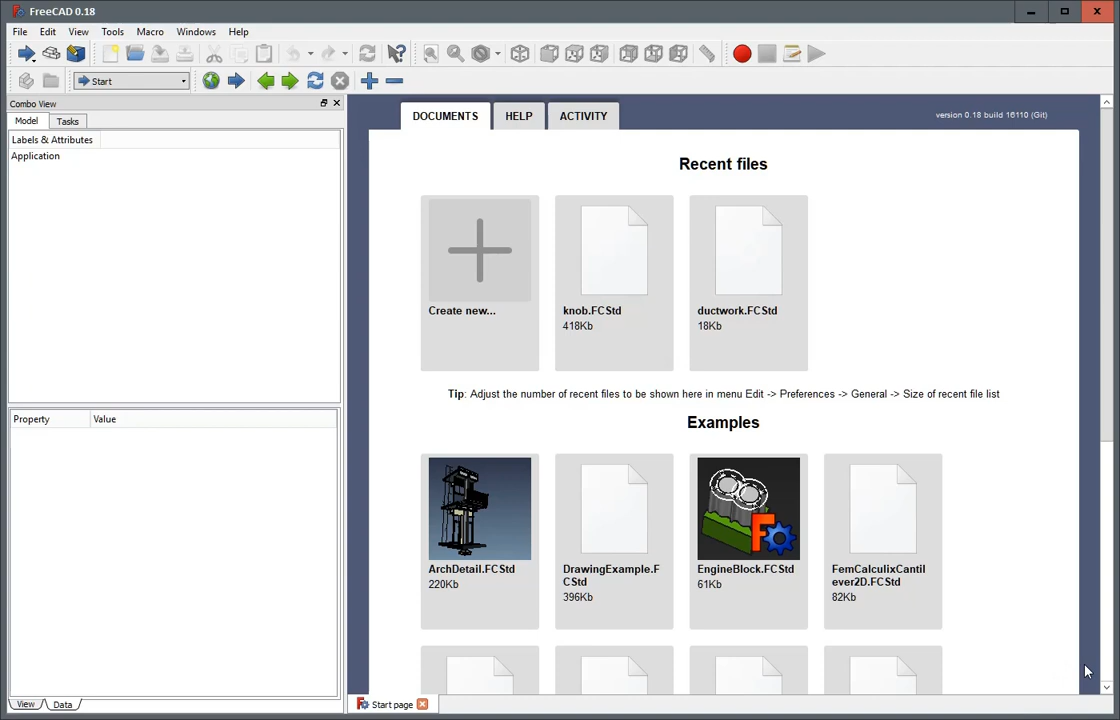 FreeCAD 0.18
File Edit View Tools Macro Windows Help
Start
Combo View
Model Tasks
Labels & Attributes
Application
Property Value
View Data
DOCUMENTS HELP ACTIVITY
version 0.18 build 16110 (Git)
Recent files
Create new...
knob.FCStd
418Kb
ductwork.FCStd
18Kb
Tip: Adjust the number of recent files to be shown here in menu Edit -> Preferences -> General -> Size of recent file list
Examples
ArchDetail.FCStd
220Kb
DrawingExample.F
CStd
396Kb
EngineBlock.FCStd
61Kb
FemCalculixCantil
ever2D.FCStd
82Kb
Start page